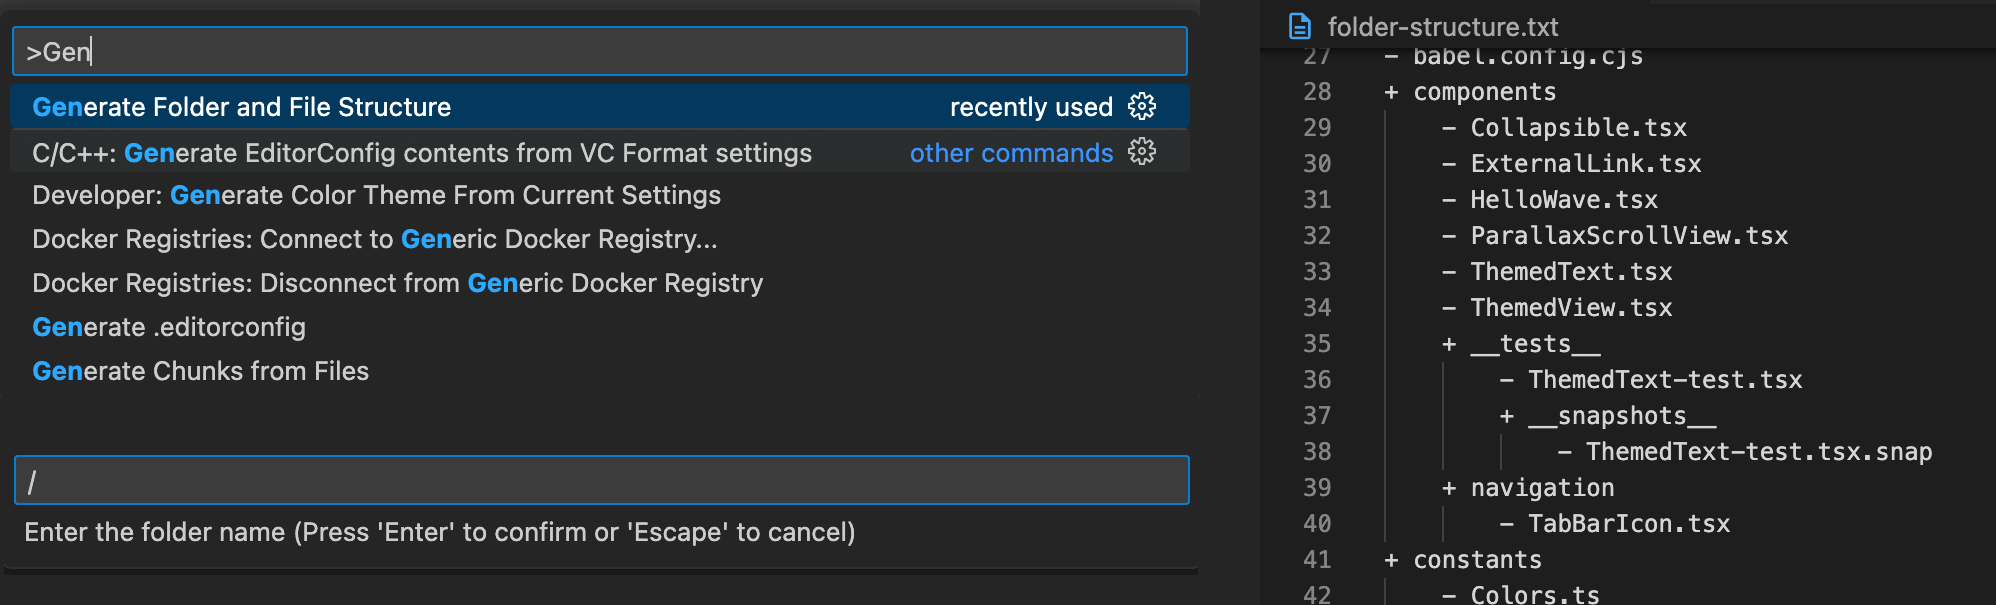 >Gen
Generate Folder and File Structure recently used
C/C++: Generate EditorConfig contents from VC Format settings other commands
Developer: Generate Color Theme From Current Settings
Docker Registries: Connect to Generic Docker Registry...
Docker Registries: Disconnect from Generic Docker Registry
Generate .editorconfig
Generate Chunks from Files
/
Enter the folder name (Press 'Enter' to confirm or 'Escape' to cancel)
folder-structure.txt
27 - babel.config.cjs
28 + components
29 - Collapsible.tsx
30 - ExternalLink.tsx
31 - HelloWave.tsx
32 - ParallaxScrollView.tsx
33 - ThemedText.tsx
34 - ThemedView.tsx
35 + __tests__
36 - ThemedText-test.tsx
37 + __snapshots__
38 - ThemedText-test.tsx.snap
39 + navigation
40 - TabBarIcon.tsx
41 + constants
42 - Colors.ts